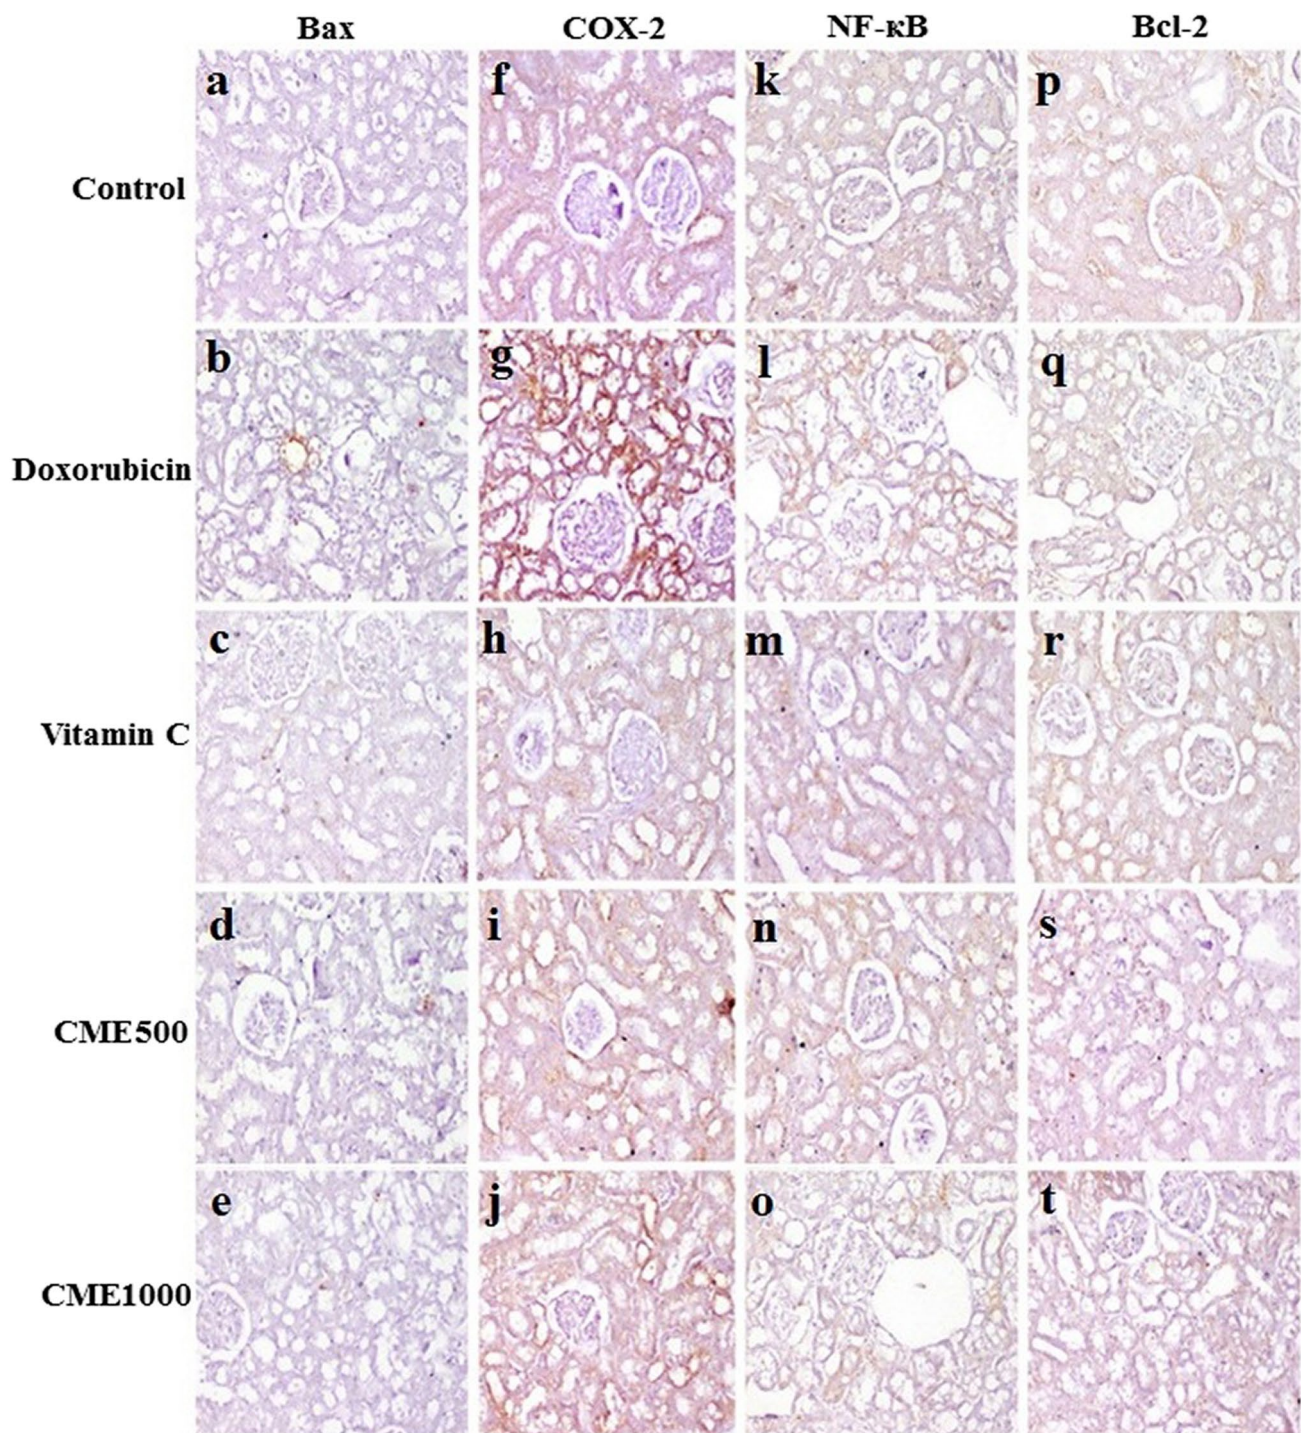 Bax COX-2 NF-κB Bcl-2
a f k p
Control
b g l q
Doxorubicin
c h m r
Vitamin C
d i n s
CME500
e j o t
CME1000